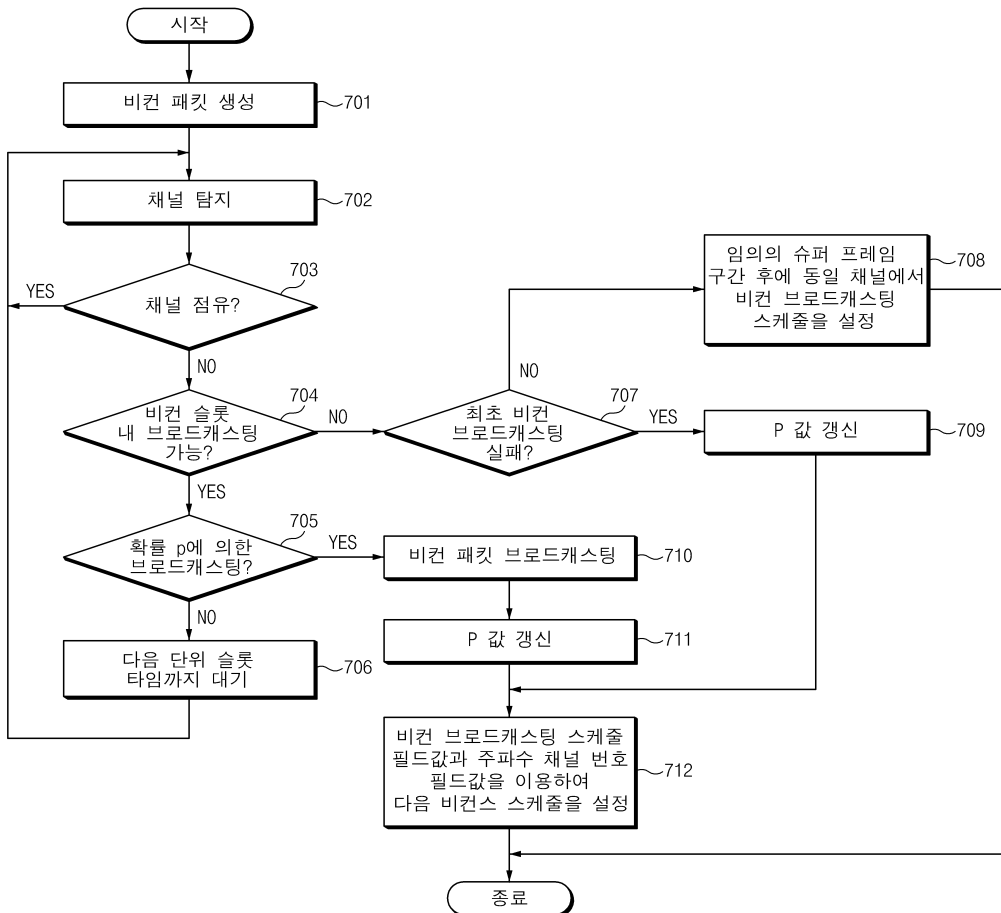 시작
비컨 패킷 생성
701
채널 탐지
702
채널 점유?
703
YES
NO
비컨 슬롯
내 브로드캐스팅
가능?
704
NO
YES
최초 비컨
브로드캐스팅
실패?
707
NO
YES
임의의 슈퍼 프레임
구간 후에 동일 채널에서
비컨 브로드캐스팅
스케줄을 설정
708
P 값 갱신
709
확률 p에 의한
브로드캐스팅?
705
YES
NO
비컨 패킷 브로드캐스팅
710
P 값 갱신
711
다음 단위 슬롯
타임까지 대기
706
비컨 브로드캐스팅 스케줄
필드값과 주파수 채널 번호
필드값을 이용하여
다음 비컨스 스케줄을 설정
712
종료